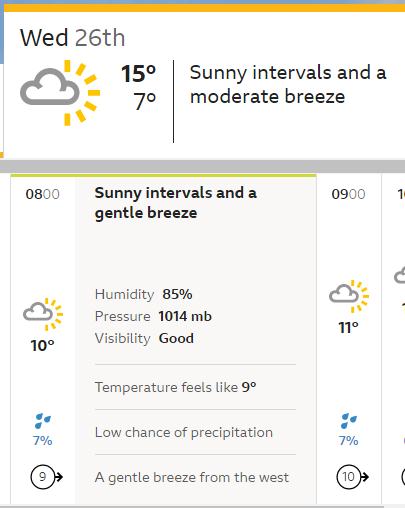 Wed 26th
15°
7°
Sunny intervals and a
moderate breeze
0800
10°
7%
9
Sunny intervals and a
gentle breeze
Humidity 85%
Pressure 1014 mb
Visibility Good
Temperature feels like 9°
Low chance of precipitation
A gentle breeze from the west
0900
11°
7%
10